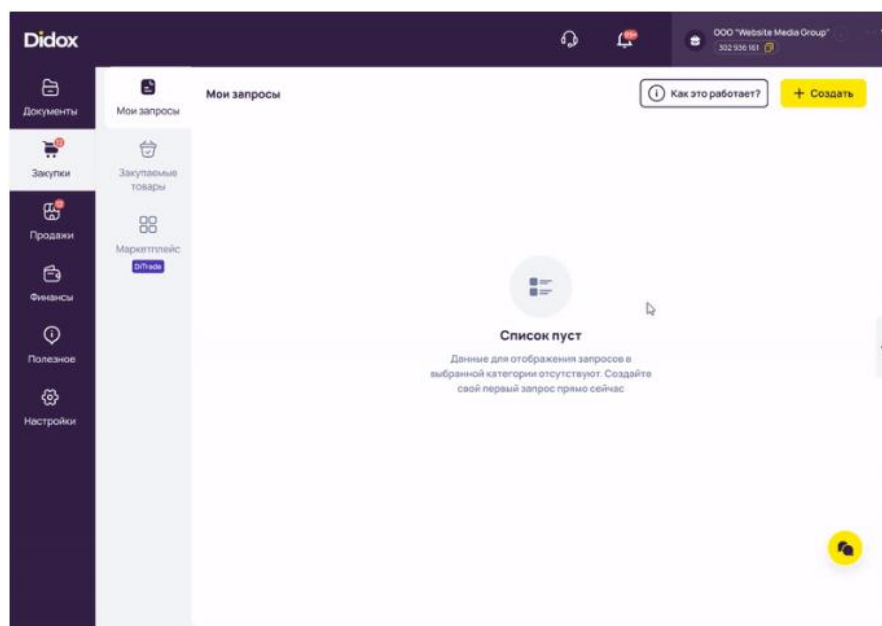 Didox
99+
ООО "Website Media Group"
302 936 161
Документы
Закупки
Продажи
Финансы
Полезное
Настройки
Мои запросы
Закупаемые
товары
Маркетплейс
DiTrade
Мои запросы
Как это работает?
+ Создать
Список пуст
Данные для отображения запросов в
выбранной категории отсутствуют. Создайте
свой первый запрос прямо сейчас